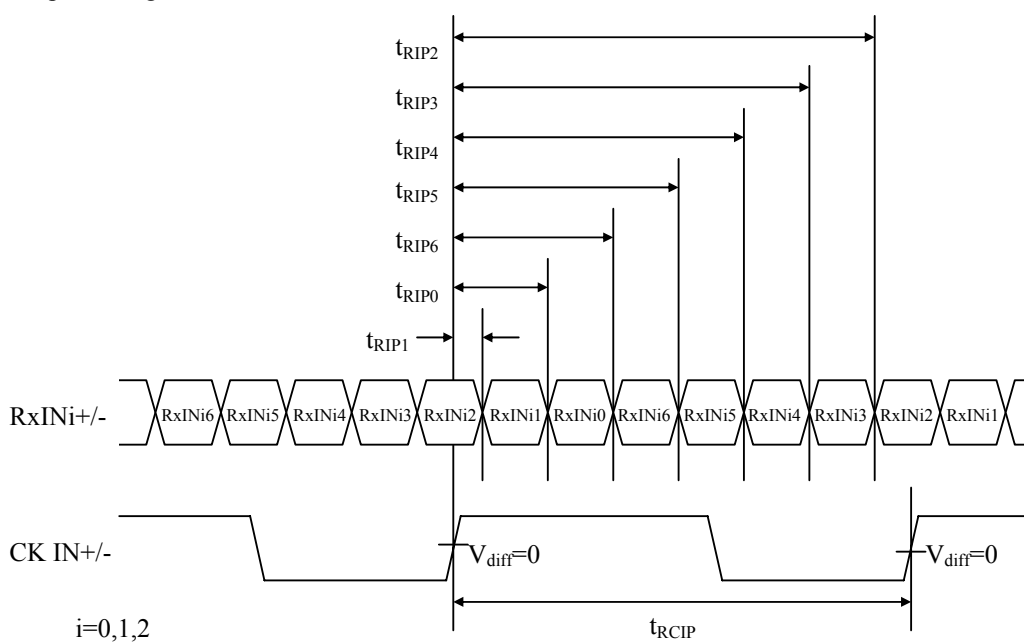 tRIP2
tRIP3
tRIP4
tRIP5
tRIP6
tRIP0
tRIP1
RxINi+/- RxINi6 RxINi5 RxINi4 RxINi3 RxINi2 RxINi1 RxINi0 RxINi6 RxINi5 RxINi4 RxINi3 RxINi2 RxINi1
CK IN+/- Vdiff=0 Vdiff=0
i=0,1,2 tRCIP